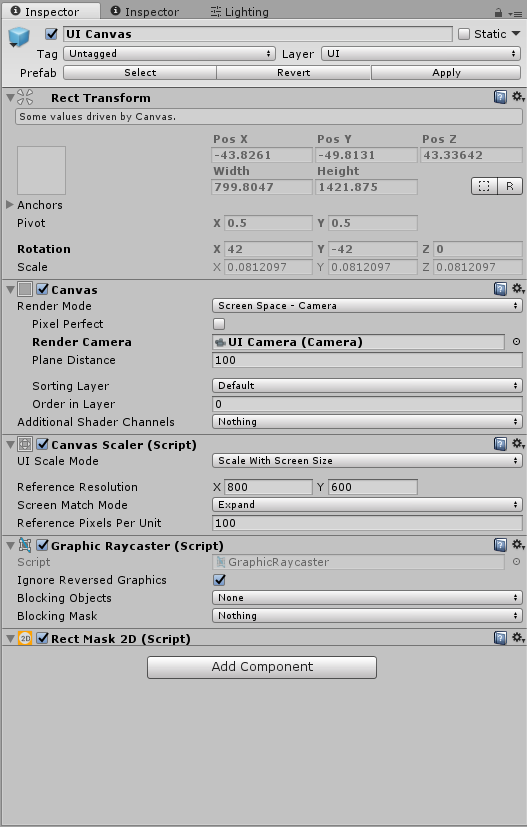 Inspector Inspector Lighting
UI Canvas Static
Tag Untagged Layer UI
Prefab Select Revert Apply
Rect Transform
Some values driven by Canvas.
Pos X Pos Y Pos Z
-43.8261 -49.8131 43.33642
Width Height
799.8047 1421.875 R
Anchors
Pivot X 0.5 Y 0.5
Rotation X 42 Y -42 Z 0
Scale X 0.0812097 Y 0.0812097 Z 0.0812097
Canvas
Render Mode Screen Space - Camera
Pixel Perfect
Render Camera UI Camera (Camera)
Plane Distance 100
Sorting Layer Default
Order in Layer 0
Additional Shader Channels Nothing
Canvas Scaler (Script)
UI Scale Mode Scale With Screen Size
Reference Resolution X 800 Y 600
Screen Match Mode Expand
Reference Pixels Per Unit 100
Graphic Raycaster (Script)
Script GraphicRaycaster
Ignore Reversed Graphics
Blocking Objects None
Blocking Mask Nothing
2D Rect Mask 2D (Script)
Add Component